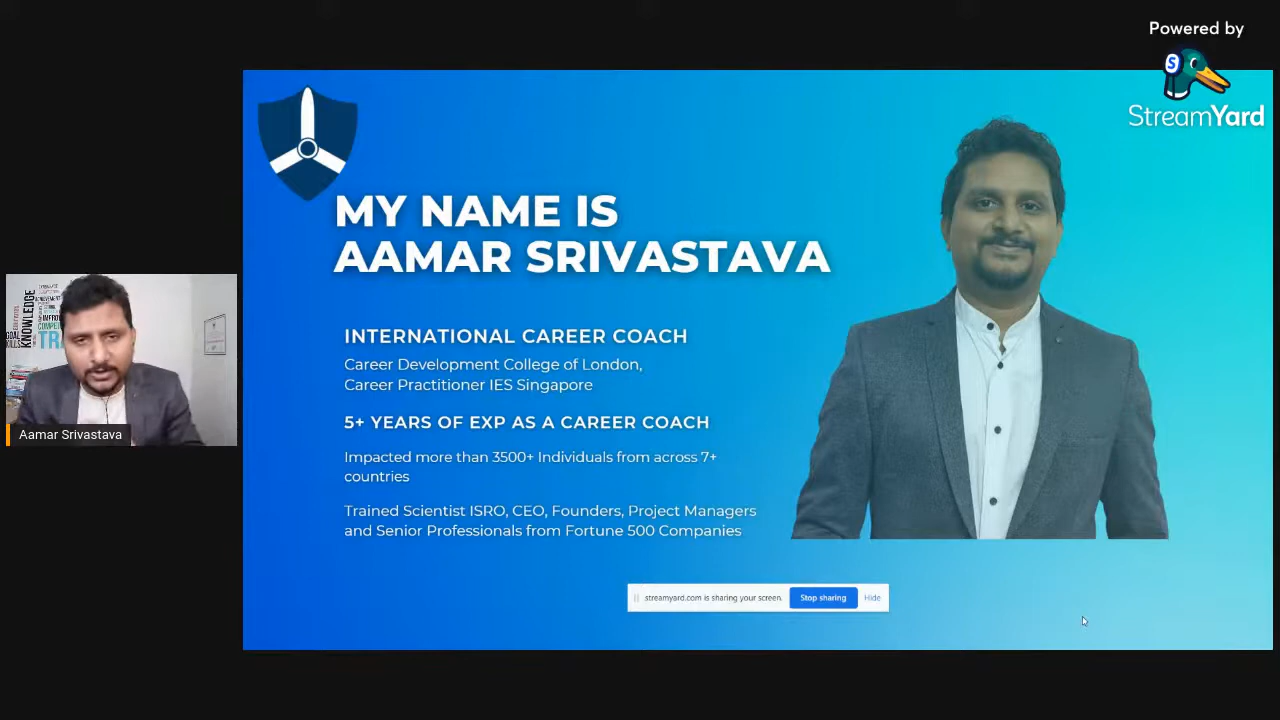 Powered by
S
StreamYard
MY NAME IS
AAMAR SRIVASTAVA
INTERNATIONAL CAREER COACH
Career Development College of London,
Career Practitioner IES Singapore
5+ YEARS OF EXP AS A CAREER COACH
Impacted more than 3500+ Individuals from across 7+
countries
Trained Scientist ISRO, CEO, Founders, Project Managers
and Senior Professionals from Fortune 500 Companies
streamyard.com is sharing your screen.
Stop sharing
Hide
KNOWLEDGE
GOAL
SKILLS
Aamar Srivastava